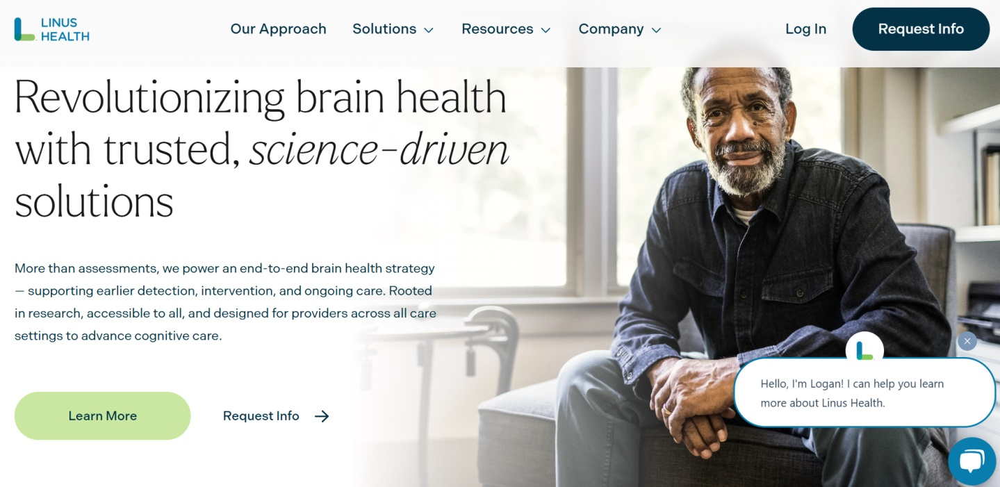 LINUS
HEALTH
Our Approach
Solutions
Resources
Company
Log In
Request Info
Revolutionizing brain health
with trusted, science-driven
solutions
More than assessments, we power an end-to-end brain health strategy
— supporting earlier detection, intervention, and ongoing care. Rooted
in research, accessible to all, and designed for providers across all care
settings to advance cognitive care.
Learn More
Request Info
Hello, I'm Logan! I can help you learn
more about Linus Health.